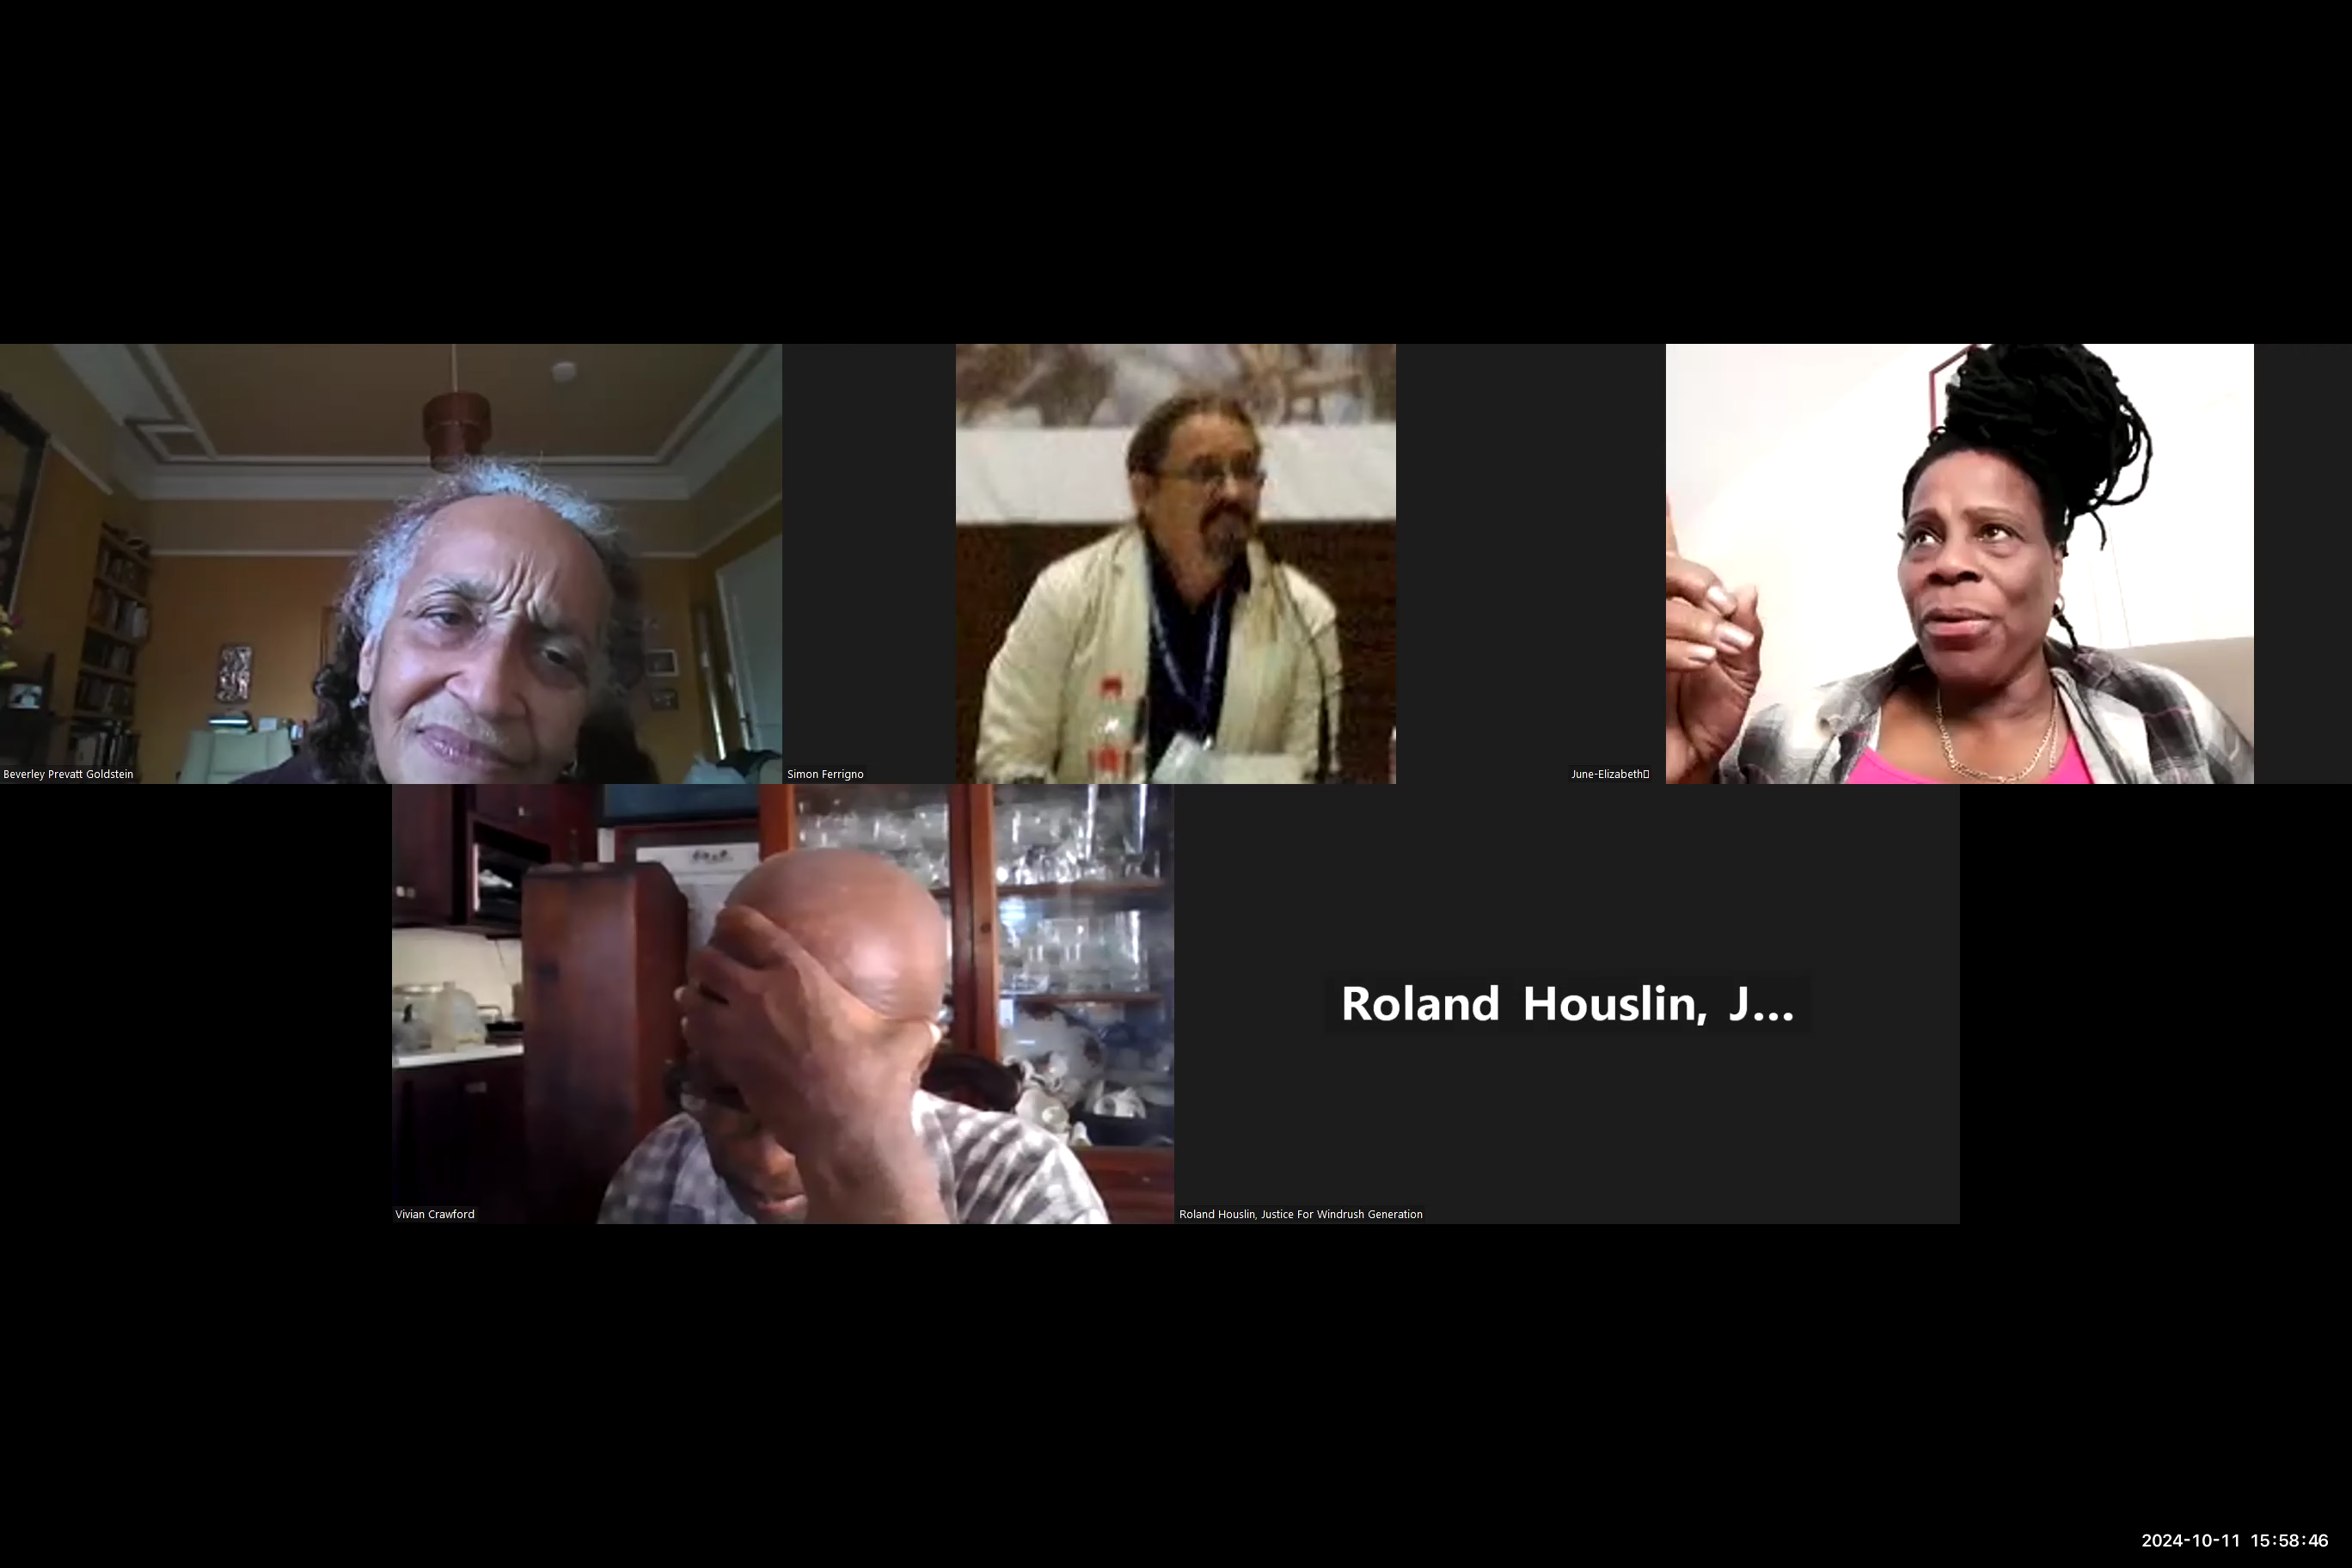 Beverley Prevatt Goldstein
Simon Ferrigno
June-Elizabeth
Roland Houslin, J...
Vivian Crawford
Roland Houslin, Justice For Windrush Generation
2024-10-11 15:58:46